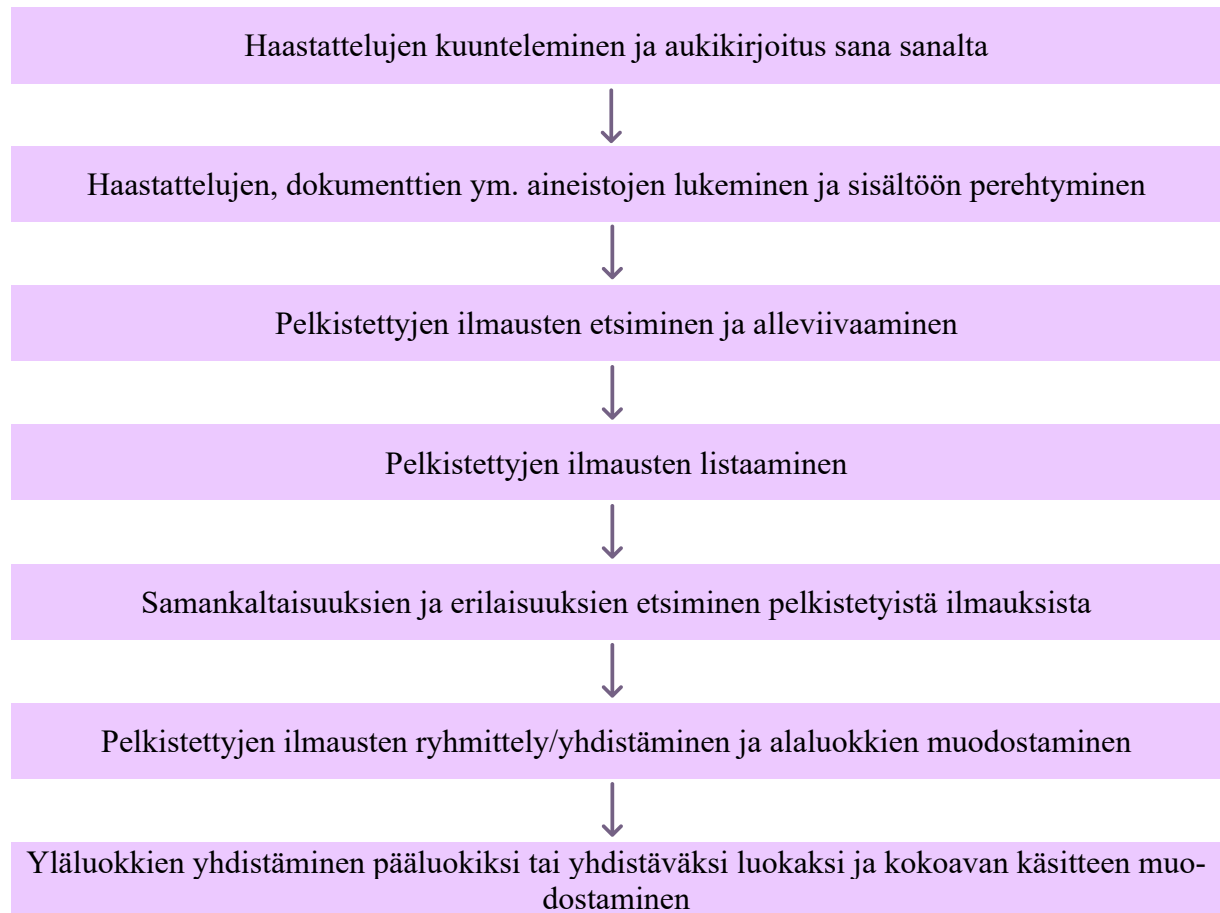 Haastattelujen kuunteleminen ja aukikirjoitus sana sanalta
Haastattelujen, dokumenttien ym. aineistojen lukeminen ja sisältöön perehtyminen
Pelkistettyjen ilmausten etsiminen ja alleviivaaminen
Pelkistettyjen ilmausten listaaminen
Samankaltaisuuksien ja erilaisuuksien etsiminen pelkistetyistä ilmauksista
Pelkistettyjen ilmausten ryhmittely/yhdistäminen ja alaluokkien muodostaminen
Yläluokkien yhdistäminen pääluokiksi tai yhdistäväksi luokaksi ja kokoavan käsitteen muo-
dostaminen